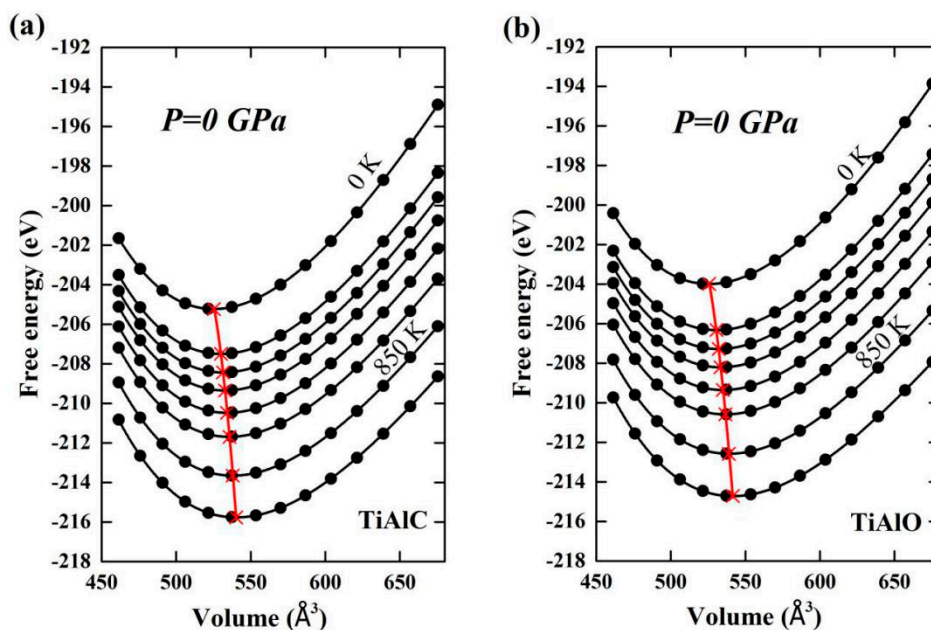 (a)
-192
-194
-196
-198
-200
-202
-204
-206
-208
-210
-212
-214
-216
-218
Free energy (eV)
P=0 GPa
0 K
850 K
TiAlC
450 500 550 600 650
Volume (Å³)
(b)
-192
-194
-196
-198
-200
-202
-204
-206
-208
-210
-212
-214
-216
-218
Free energy (eV)
P=0 GPa
0 K
850 K
TiAlO
450 500 550 600 650
Volume (Å³)